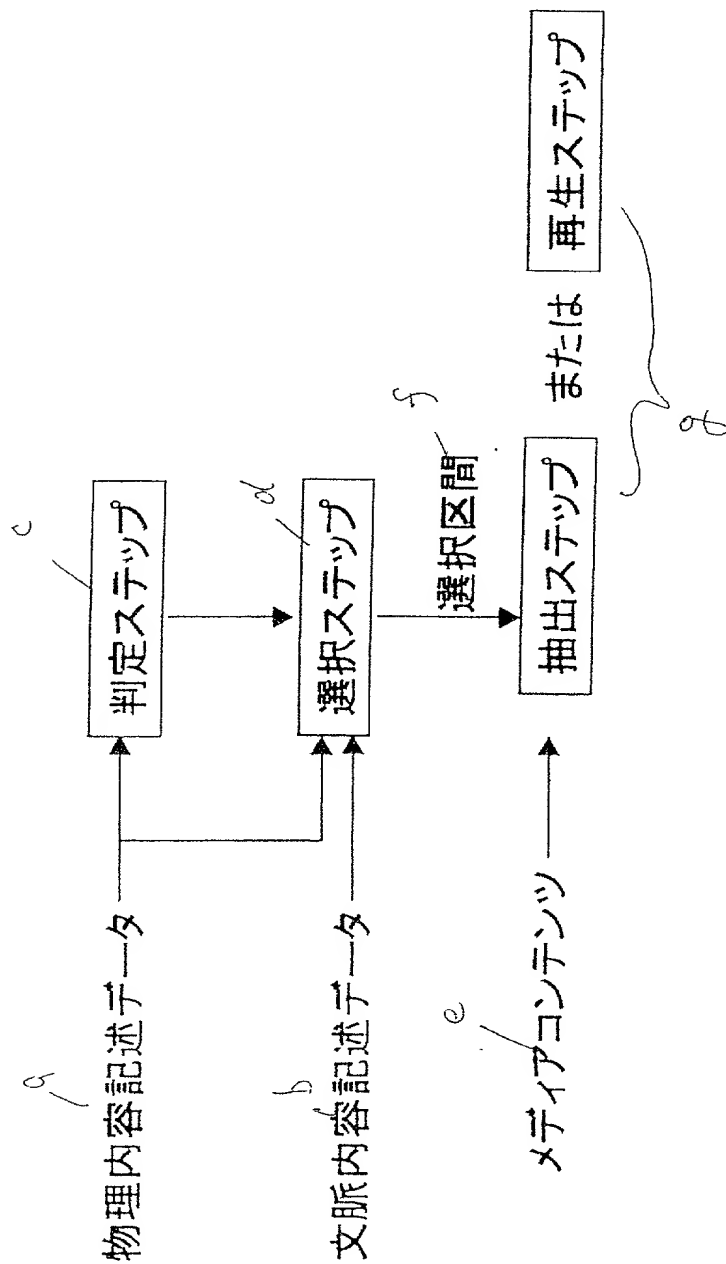 c
判定ステップ
a
物理内容記述データ
d
選択ステップ
b
文脈内容記述データ
f
選択区間
再生ステップ
または
抽出ステップ
g
e
メディアコンテンツ